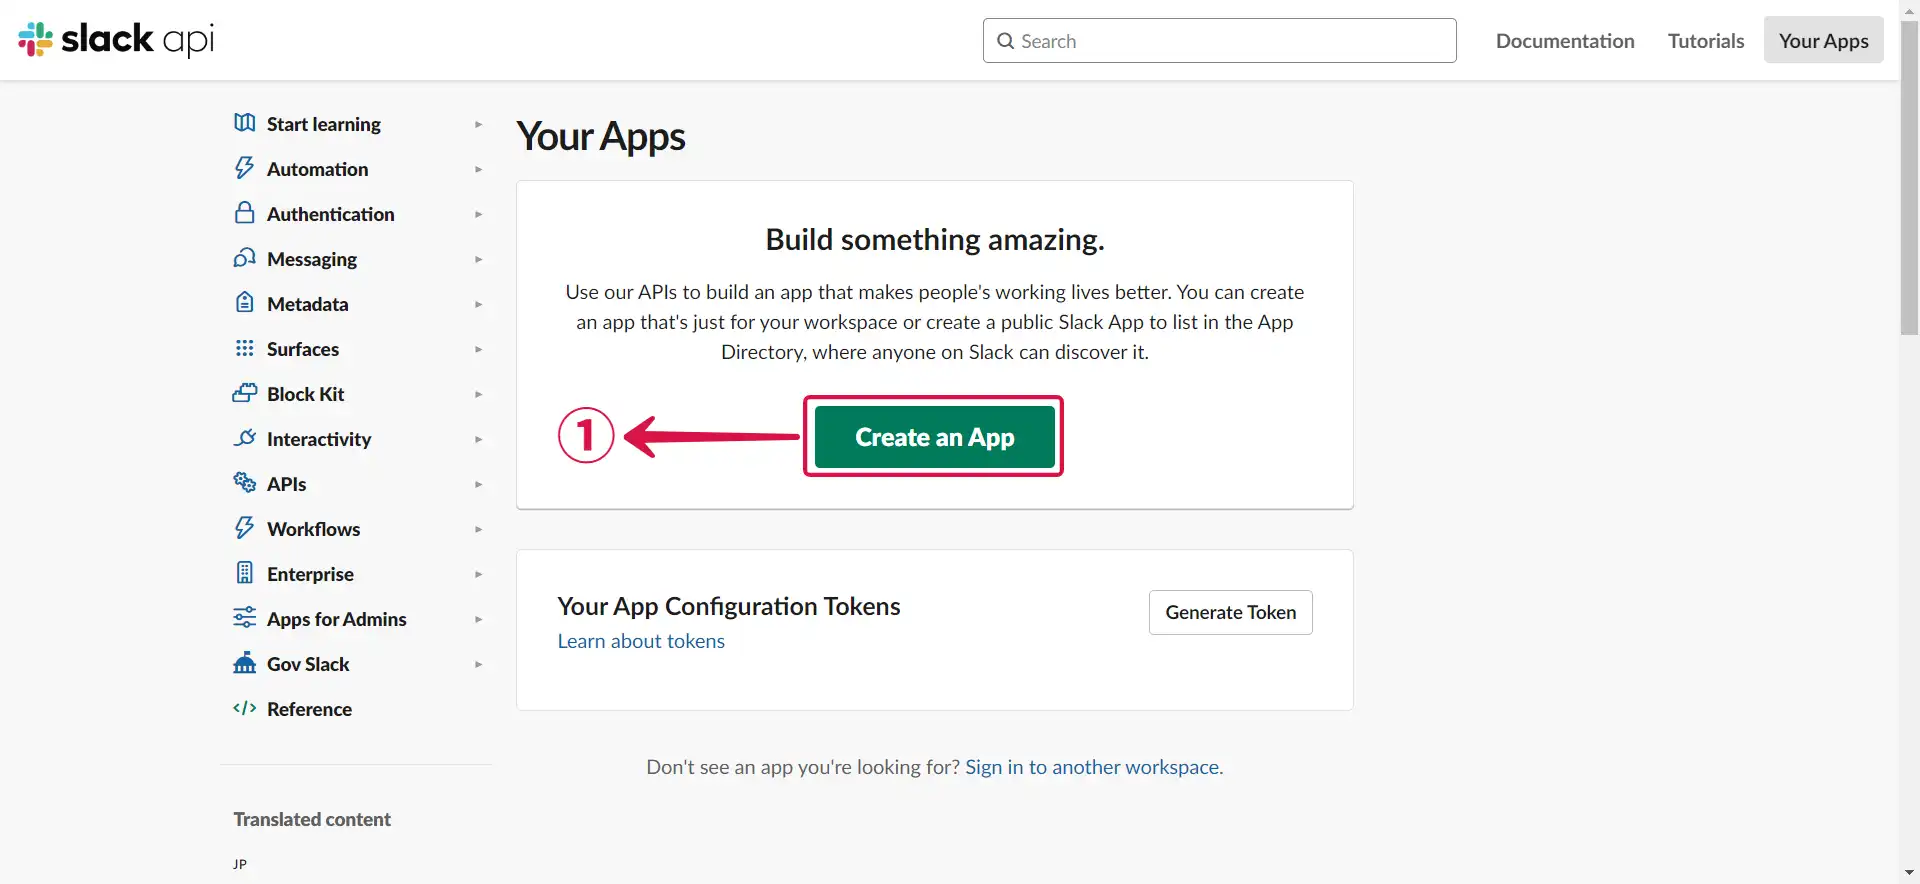 slack api
Search
Documentation
Tutorials
Your Apps
Start learning
Automation
Authentication
Messaging
Metadata
Surfaces
Block Kit
Interactivity
APIs
Workflows
Enterprise
Apps for Admins
Gov Slack
</> Reference
Translated content
JP
Your Apps
Build something amazing.
Use our APIs to build an app that makes people's working lives better. You can create
an app that's just for your workspace or create a public Slack App to list in the App
Directory, where anyone on Slack can discover it.
1
Create an App
Your App Configuration Tokens
Learn about tokens
Generate Token
Don't see an app you're looking for? Sign in to another workspace.